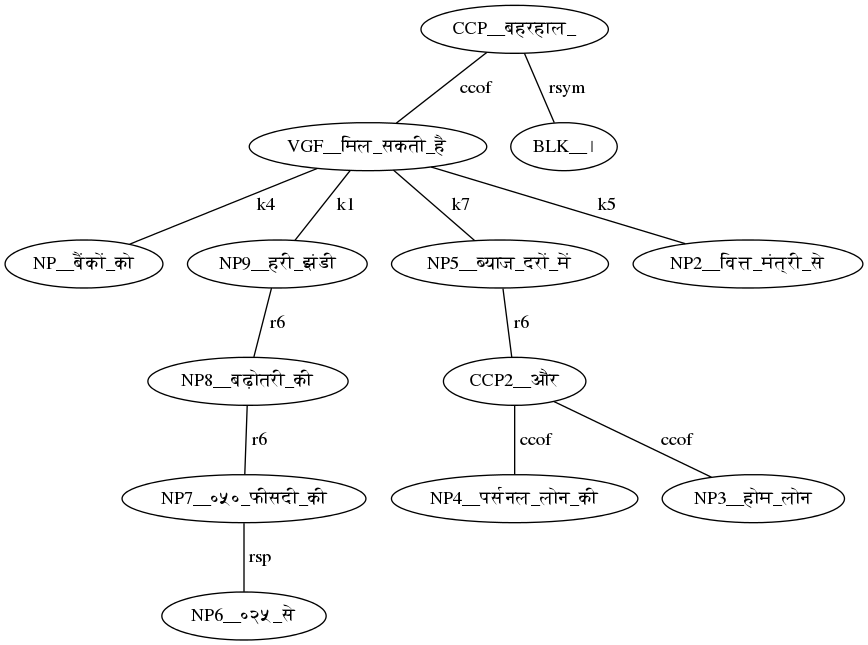 CCP__बहरहाल_
ccof rsym
VGF__मिल_सकती_है BLK__।
k4 k1 k7 k5
NP__बैंकों_को NP9__हरी_झंडी NP5__ब्याज_दरों_में NP2__वित्त_मंत्री_से
r6 r6
NP8__बढ़ोतरी_की CCP2__और
r6 ccof ccof
NP7__०५०_फीसदी_की NP4__पर्सनल_लोन_की NP3__होम_लोन
rsp
NP6__०२५_से